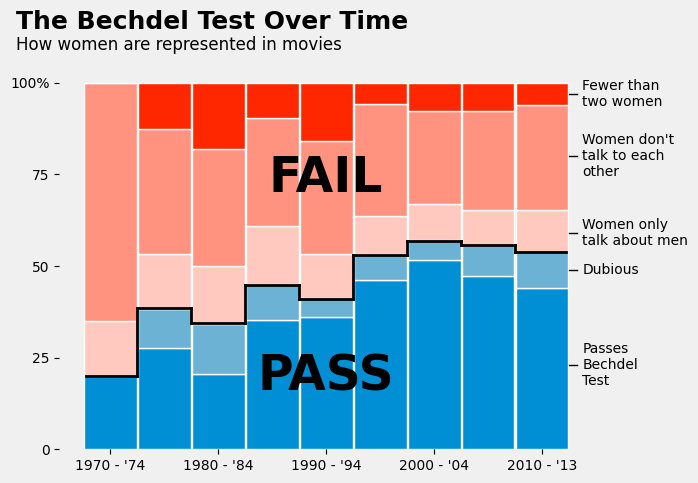 The Bechdel Test Over Time
How women are represented in movies
100%
75
50
25
0
FAIL
PASS
Fewer than
two women
Women don't
talk to each
other
Women only
talk about men
Dubious
Passes
Bechdel
Test
1970 - '74
1980 - '84
1990 - '94
2000 - '04
2010 - '13